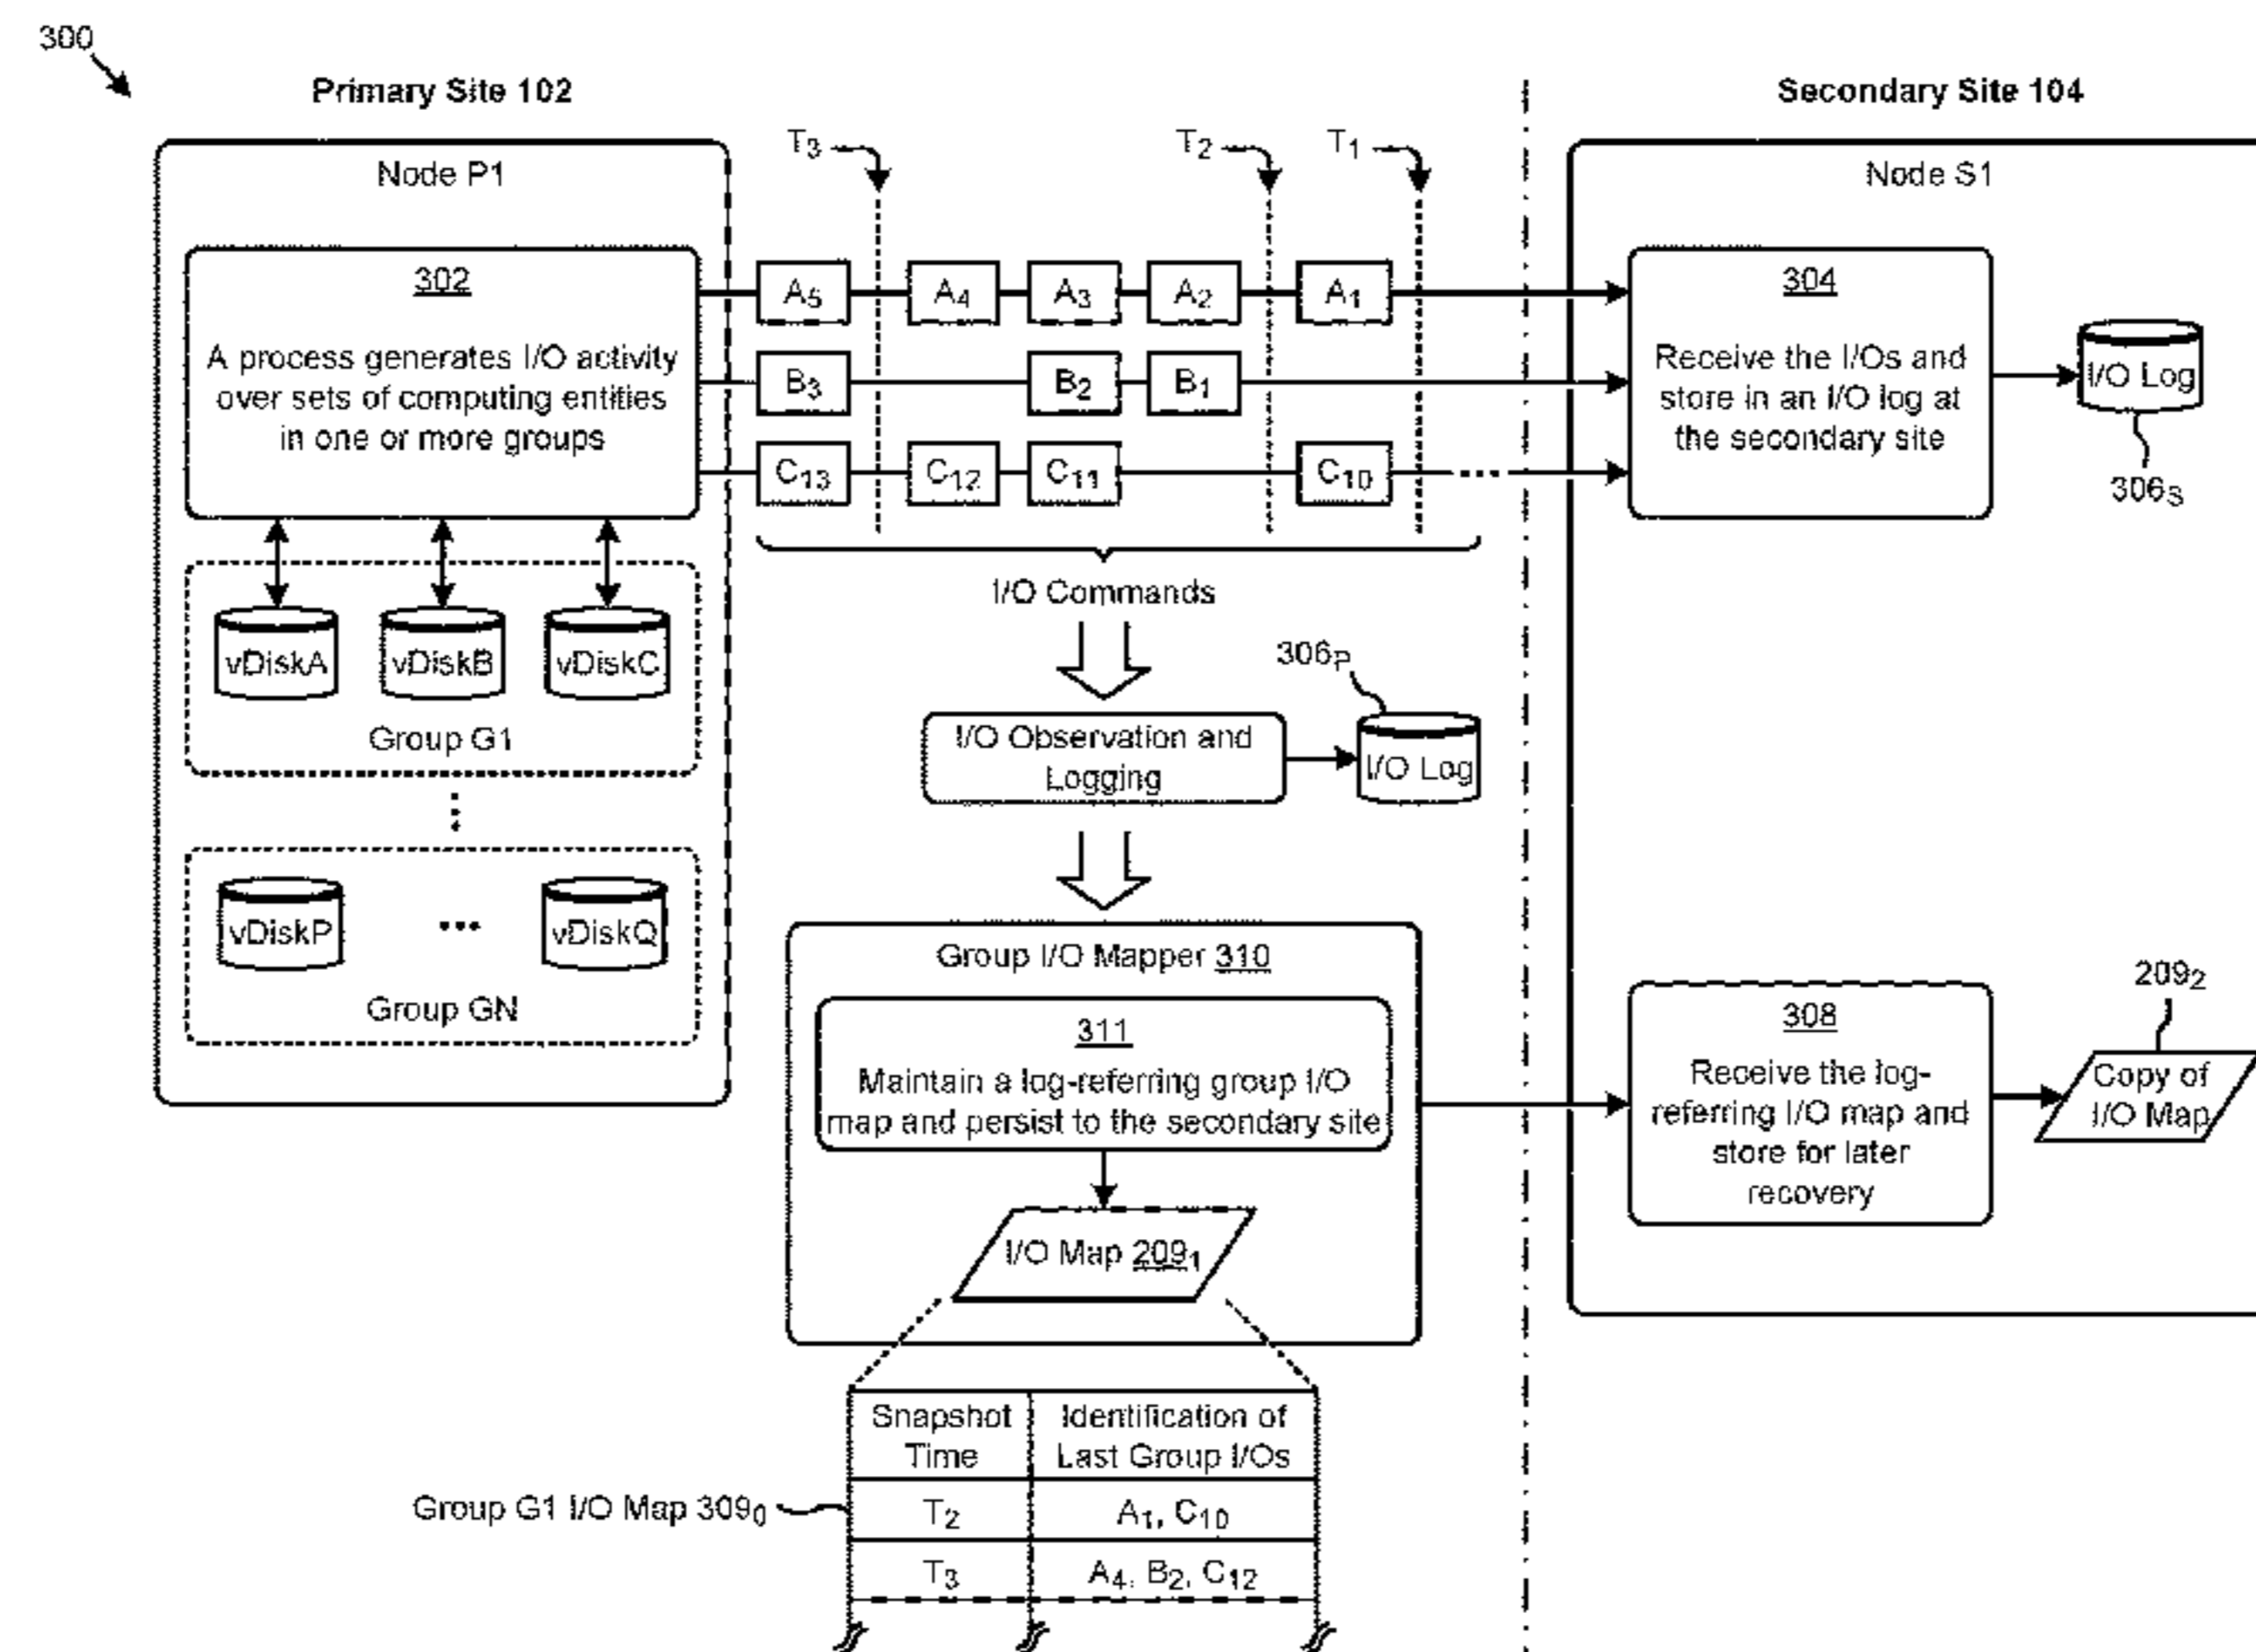 300
Primary Site 102
Secondary Site 104
Node P1
T3
T2
T1
Node S1
302
A process generates I/O activity
over sets of computing entities
in one or more groups
A5
A4
A3
A2
A1
B3
B2
B1
C13
C12
C11
C10
....
304
Receive the I/Os and
store in an I/O log at
the secondary site
I/O Log
306S
I/O Commands
vDiskA
vDiskB
vDiskC
Group G1
306P
I/O Observation and
Logging
I/O Log
vDiskP
...
vDiskQ
Group GN
Group I/O Mapper 310
311
Maintain a log-referring group I/O
map and persist to the secondary site
I/O Map 2091
308
Receive the log-
referring I/O map and
store for later
recovery
2092
Copy of
I/O Map
Snapshot
Time
Identification of
Last Group I/Os
Group G1 I/O Map 3090
T2
A1, C10
T3
A4, B2, C12